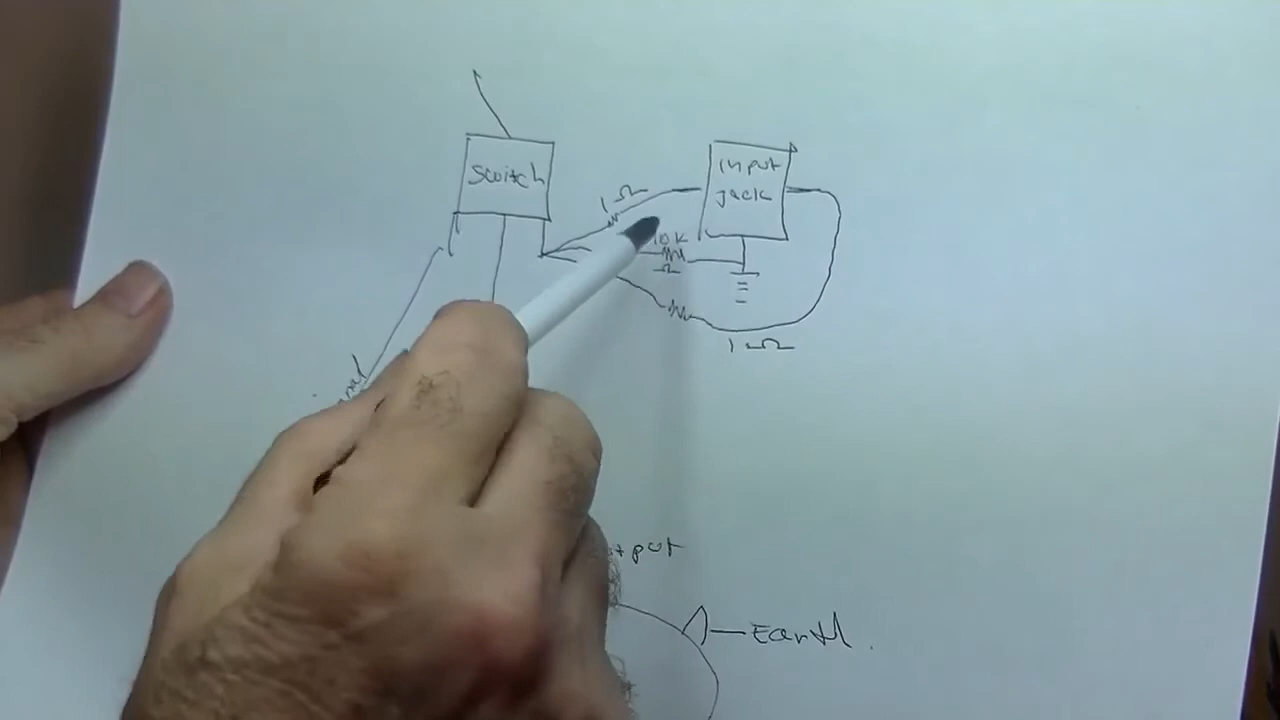 Switch
input
jack
1 Ω
10K
Ω
1 Ω
Earth.